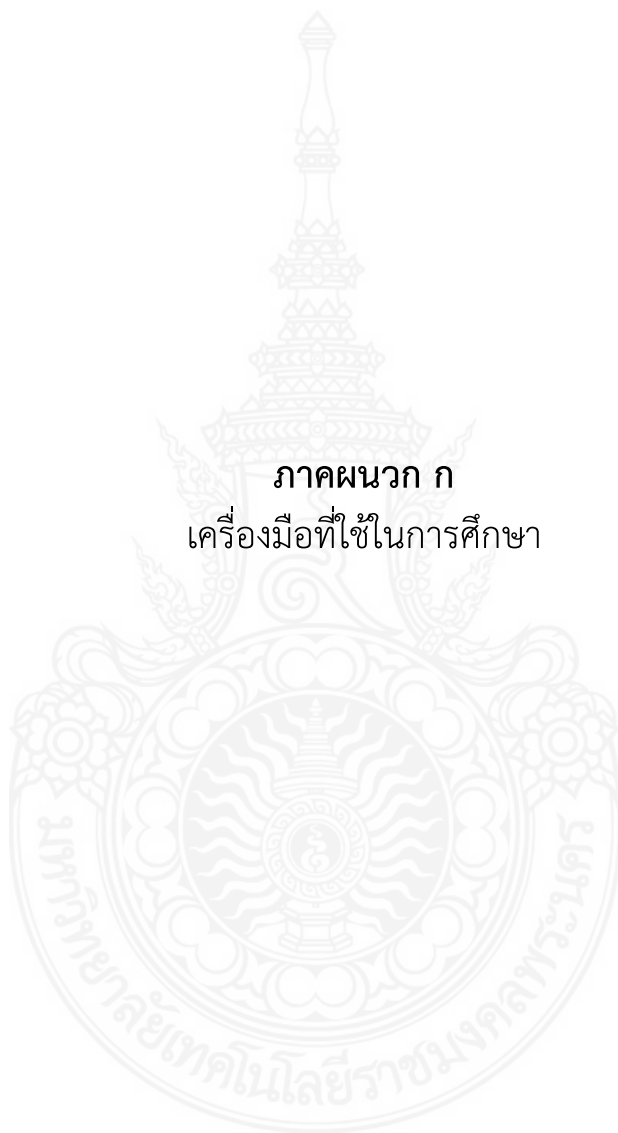 ภาคผนวก ก
เครื่องมือที่ใช้ในการศึกษา
มหาวิทยาลัยเทคโนโลยีราชมงคลพระนคร